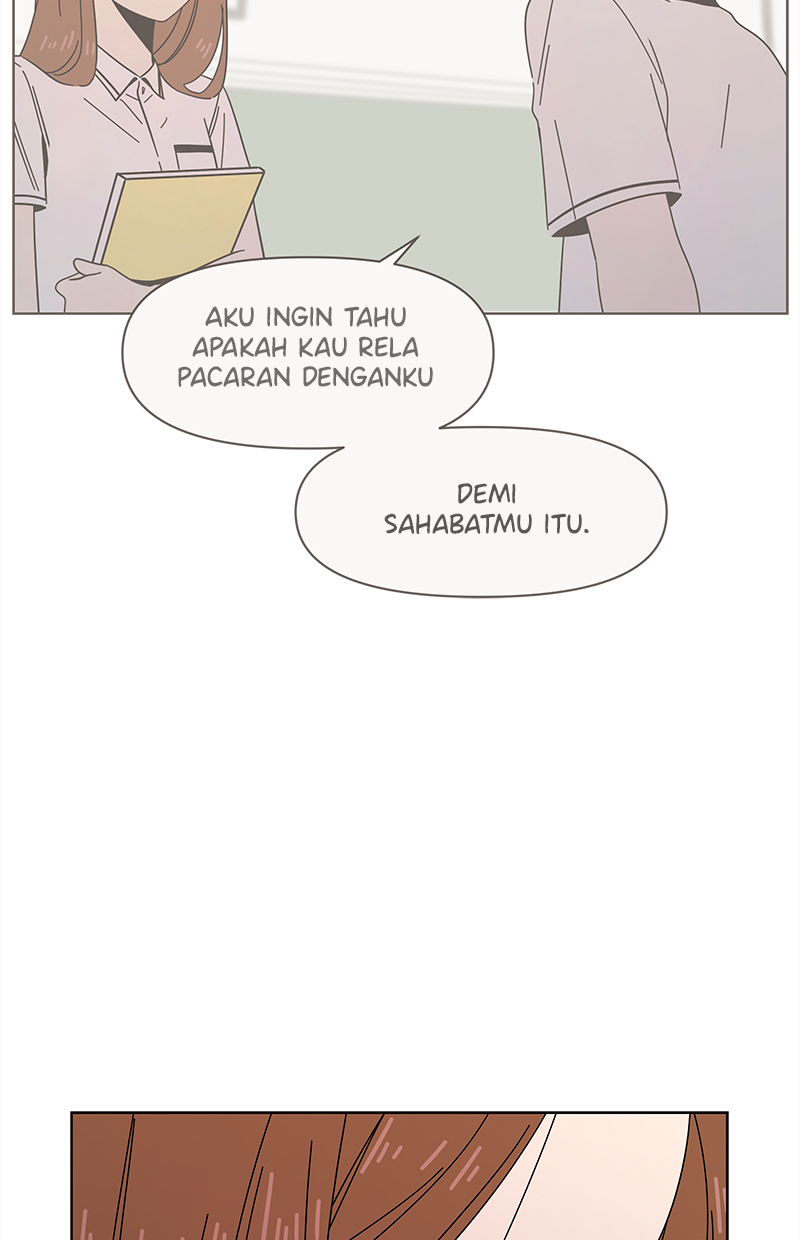 AKU INGIN TAHU
APAKAH KAU RELA
PACARAN DENGANKU
DEMI
SAHABATMU ITU.